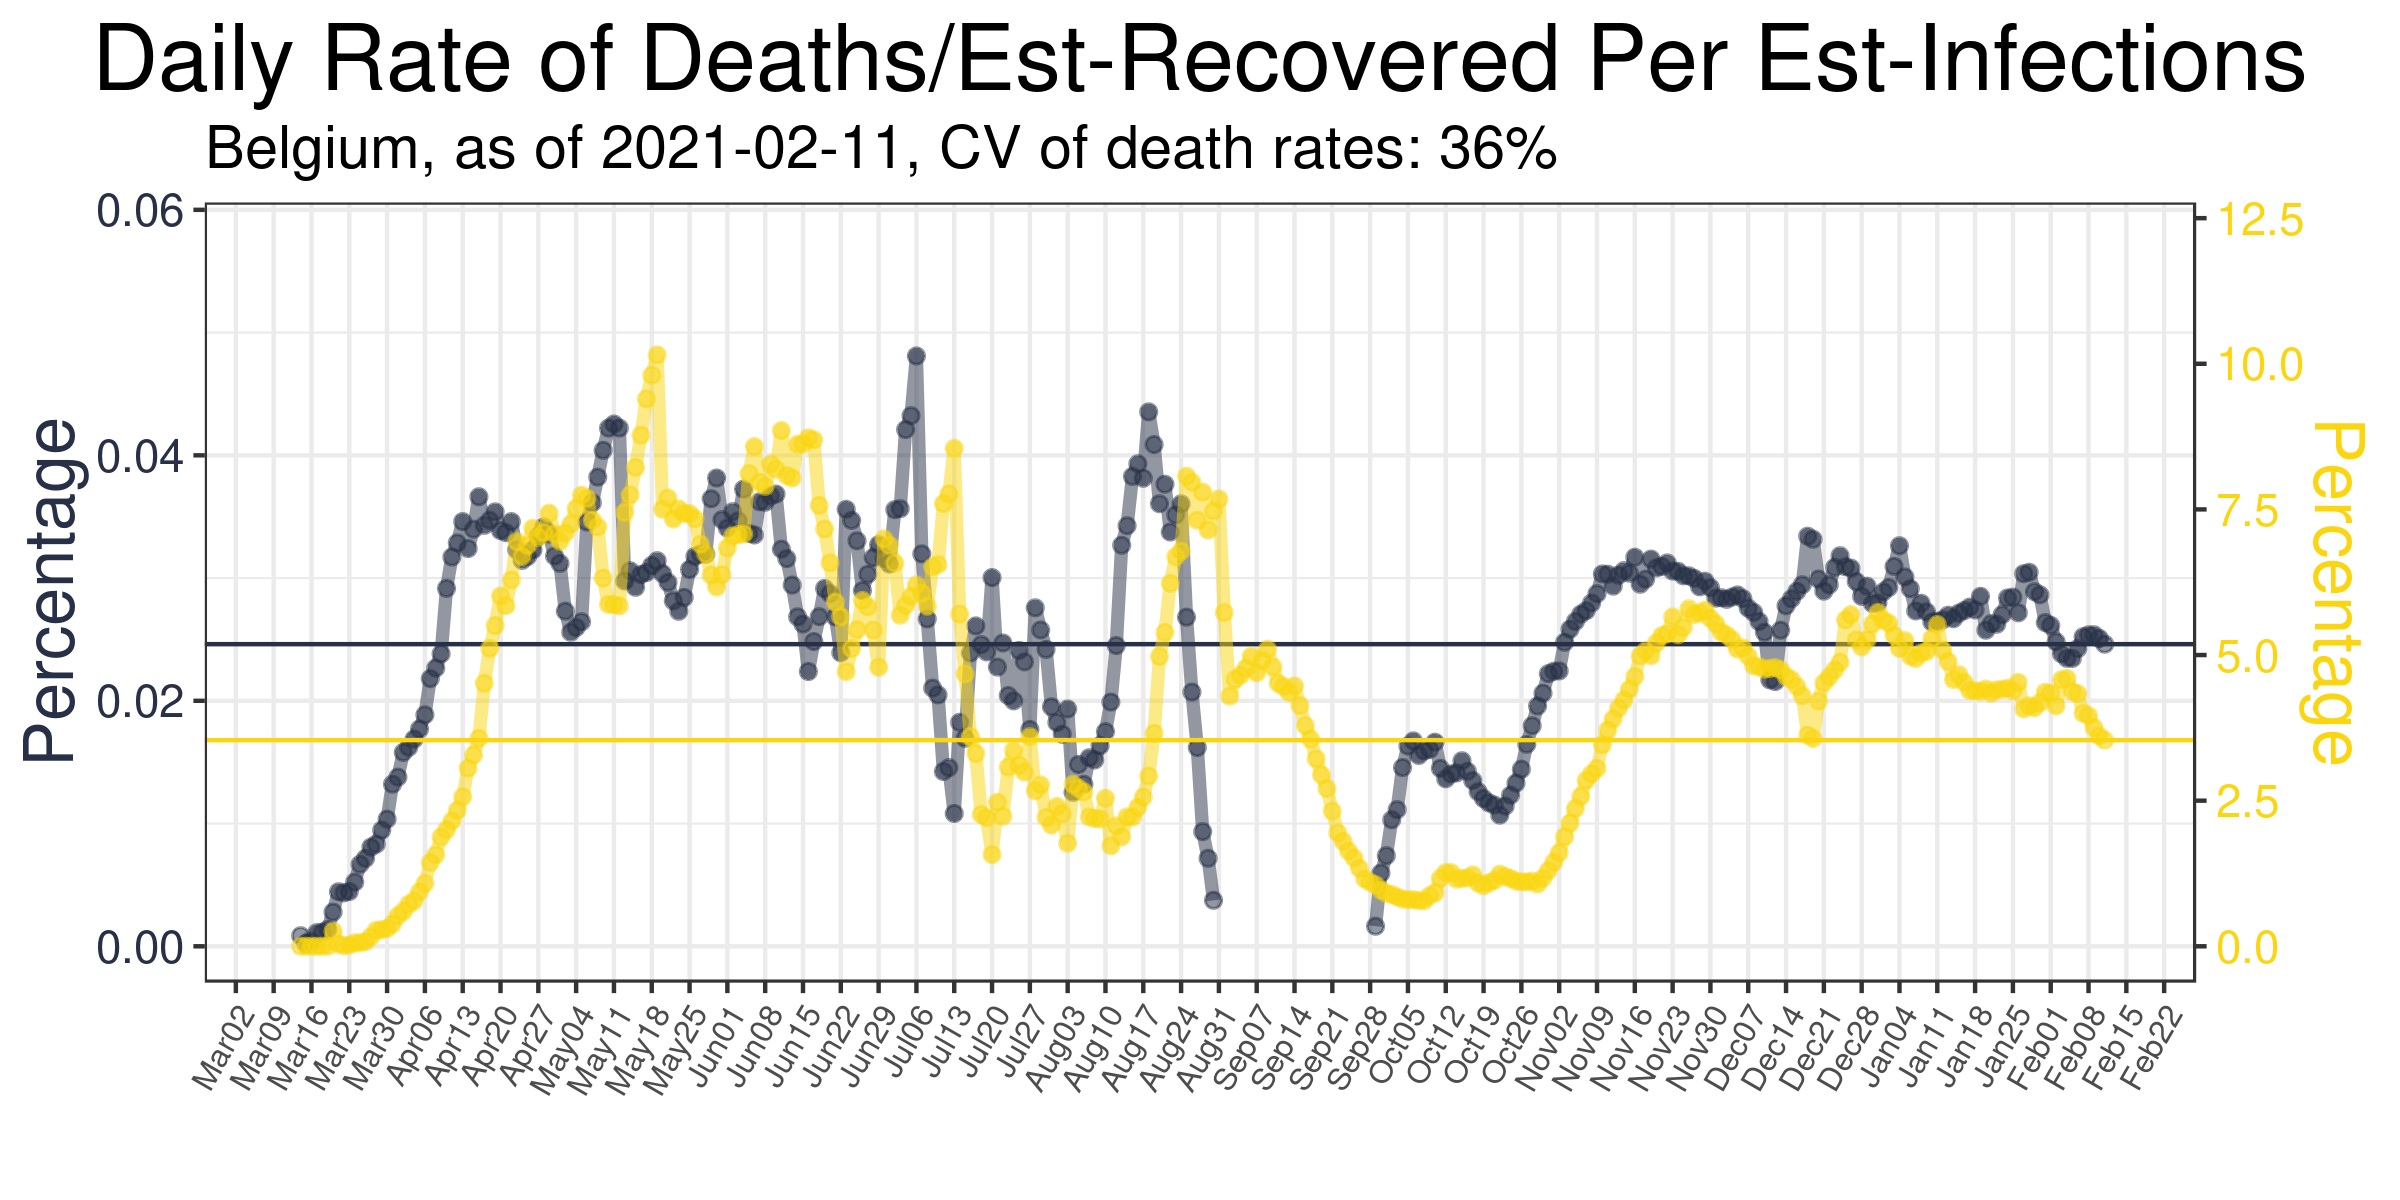 Daily Rate of Deaths/Est-Recovered Per Est-Infections
Belgium, as of 2021-02-11, CV of death rates: 36%
Percentage
0.06
0.04
0.02
0.00
12.5
10.0
7.5
5.0
2.5
0.0
Percentage
Mar02
Mar09
Mar16
Mar23
Mar30
Apr06
Apr13
Apr20
Apr27
May04
May11
May18
May25
Jun01
Jun08
Jun15
Jun22
Jun29
Jul06
Jul13
Jul20
Jul27
Aug03
Aug10
Aug17
Aug24
Aug31
Sep07
Sep14
Sep21
Sep28
Oct05
Oct12
Oct19
Oct26
Nov02
Nov09
Nov16
Nov23
Nov30
Dec07
Dec14
Dec21
Dec28
Jan04
Jan11
Jan18
Jan25
Feb01
Feb08
Feb15
Feb22